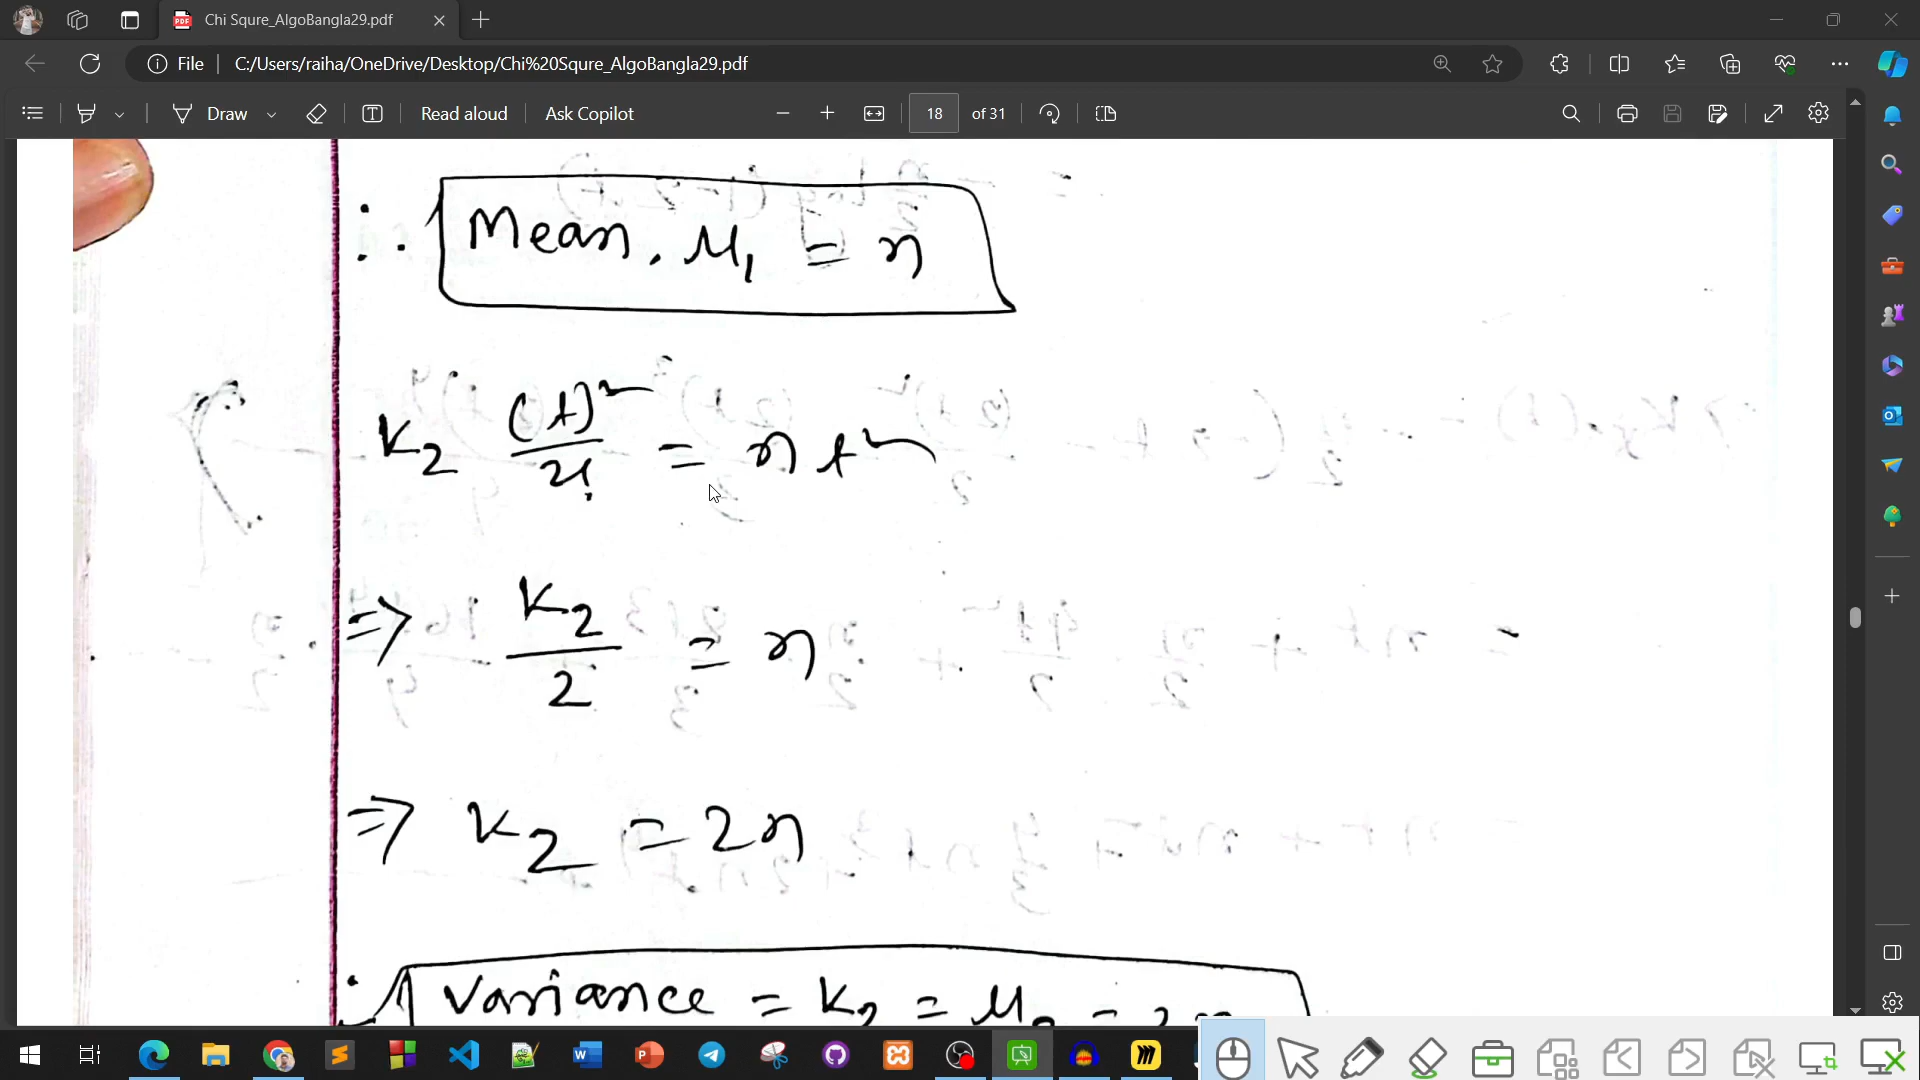 Chi Squre_AlgoBangla29.pdf
File C:/Users/raiha/OneDrive/Desktop/Chi%20Squre_AlgoBangla29.pdf
Draw Read aloud Ask Copilot 18 of 31
∴ Mean. μ₁ = n
K₂ (t)²/2! = n t²
⇒ K₂/2 = n
⇒ K₂ = 2n
∴ Variance = K₂ = μ₂ = 2n